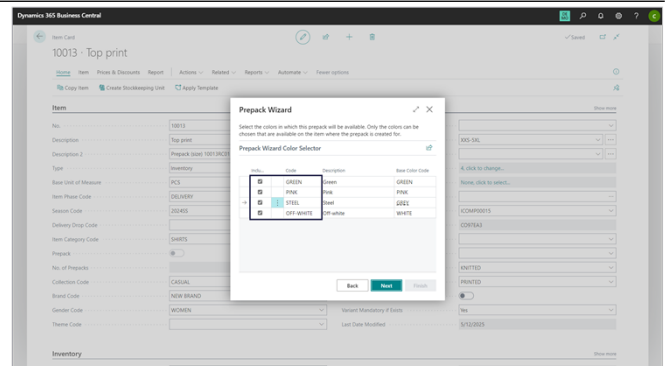 Dynamics 365 Business Central
Item Card
Saved
10013 · Top print
Home Item Prices & Discounts Report Actions Related Reports Automate Fewer options
Copy Item Create Stockkeeping Unit Apply Template
Item Show more
No. 10013
Description Top print XXS-5XL
Description 2
Type Inventory 4, click to change...
Base Unit of Measure PCS None, click to select...
Item Phase Code DELIVERY
Season Code 2024SS ICOMP00015
Delivery Drop Code
Item Category Code SHIRTS
Prepack
No. of Prepacks KNITTED
Collection Code CASUAL PRINTED
Brand Code NEW BRAND
Gender Code WOMEN Variant Mandatory if Exists Yes
Theme Code Last Date Modified 5/12/2025
Inventory Show more
Prepack Wizard
Select the colors in which this prepack will be available. Only the colors can be
chosen that are available on the item where the prepack is created for.
Prepack Wizard Color Selector
Inclu... Code Description Base Color Code
GREEN Green GREEN
PINK Pink PINK
STEEL Steel GREY
OFF-WHITE Off-white WHITE
Back Next Finish